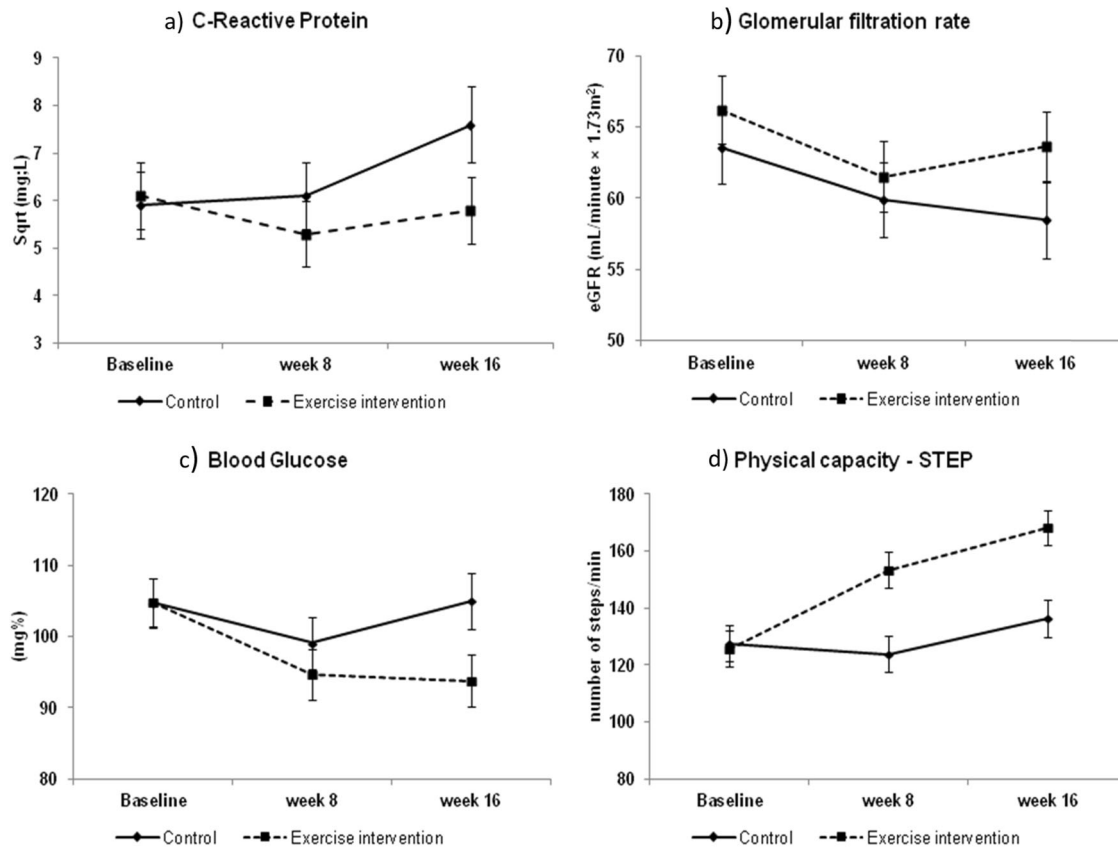 a) C-Reactive Protein
Sqrt (mg:L)
9
8
7
6
5
4
3
Baseline week 8 week 16
Control Exercise intervention
b) Glomerular filtration rate
eGFR (mL/minute × 1.73m²)
70
65
60
55
50
Baseline week 8 week 16
Control Exercise intervention
c) Blood Glucose
(mg%)
120
110
100
90
80
Baseline week 8 week 16
Control Exercise intervention
d) Physical capacity - STEP
number of steps/min
180
160
140
120
100
80
Baseline week 8 week 16
Control Exercise intervention